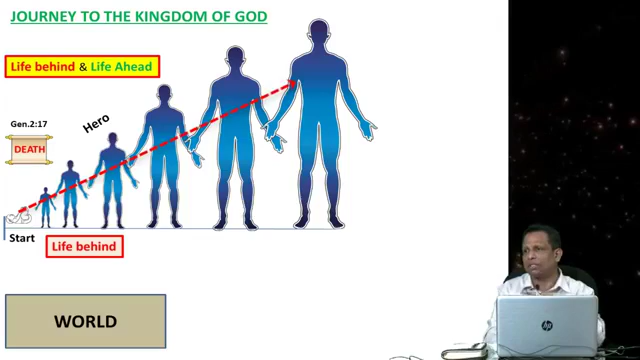 JOURNEY TO THE KINGDOM OF GOD
Life behind & Life Ahead
Gen.2:17
Hero
DEATH
Start
Life behind
WORLD
hp